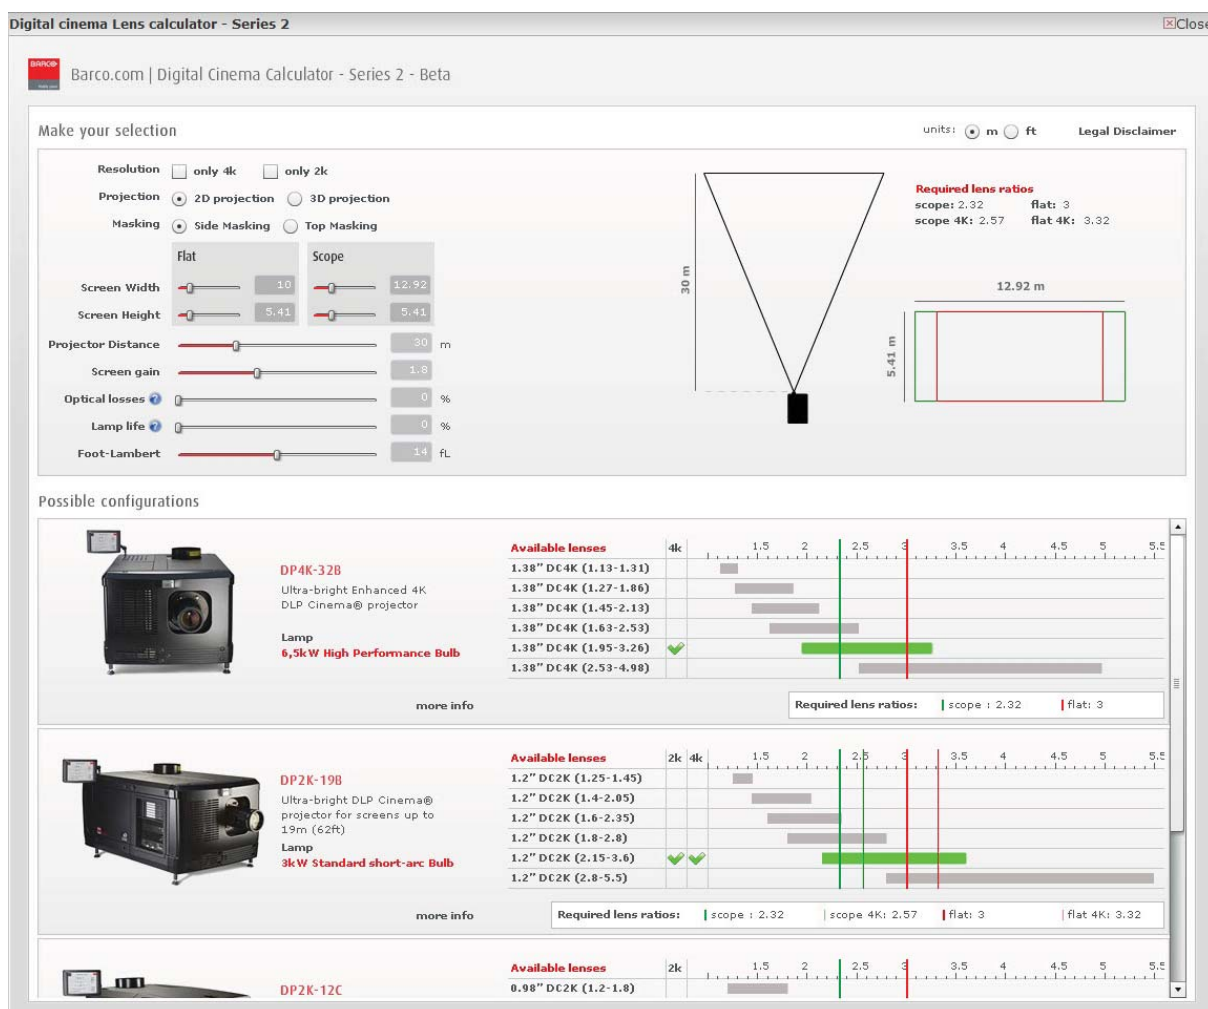 Digital cinema Lens calculator - Series 2
Close
BARCO
Barco.com | Digital Cinema Calculator - Series 2 - Beta
Make your selection
units: m ft Legal Disclaimer
Resolution only 4k only 2k
Projection 2D projection 3D projection
Masking Side Masking Top Masking
Flat Scope
Screen Width 10 12.92
Screen Height 5.41 5.41
Projector Distance 30 m
Screen gain 1.8
Optical losses ? 0 %
Lamp life ? 0 %
Foot-Lambert 14 fL
30 m
Required lens ratios
scope: 2.32 flat: 3
scope 4K: 2.57 flat 4K: 3.32
12.92 m
5.41 m
Possible configurations
DP4K-32B
Ultra-bright Enhanced 4K
DLP Cinema® projector
Lamp
6,5kW High Performance Bulb
more info
Available lenses 4k 1.5 2 2.5 3 3.5 4 4.5 5 5.5
1.38" DC4K (1.13-1.31)
1.38" DC4K (1.27-1.86)
1.38" DC4K (1.45-2.13)
1.38" DC4K (1.63-2.53)
1.38" DC4K (1.95-3.26)
1.38" DC4K (2.53-4.98)
Required lens ratios: scope : 2.32 flat: 3
DP2K-19B
Ultra-bright DLP Cinema®
projector for screens up to
19m (62ft)
Lamp
3kW Standard short-arc Bulb
more info
Available lenses 2k 4k 1.5 2 2.5 3 3.5 4 4.5 5 5.5
1.2" DC2K (1.25-1.45)
1.2" DC2K (1.4-2.05)
1.2" DC2K (1.6-2.35)
1.2" DC2K (1.8-2.8)
1.2" DC2K (2.15-3.6)
1.2" DC2K (2.8-5.5)
Required lens ratios: scope : 2.32 scope 4K: 2.57 flat: 3 flat 4K: 3.32
DP2K-12C
Available lenses 2k 1.5 2 2.5 3 3.5 4 4.5 5 5.5
0.98" DC2K (1.2-1.8)